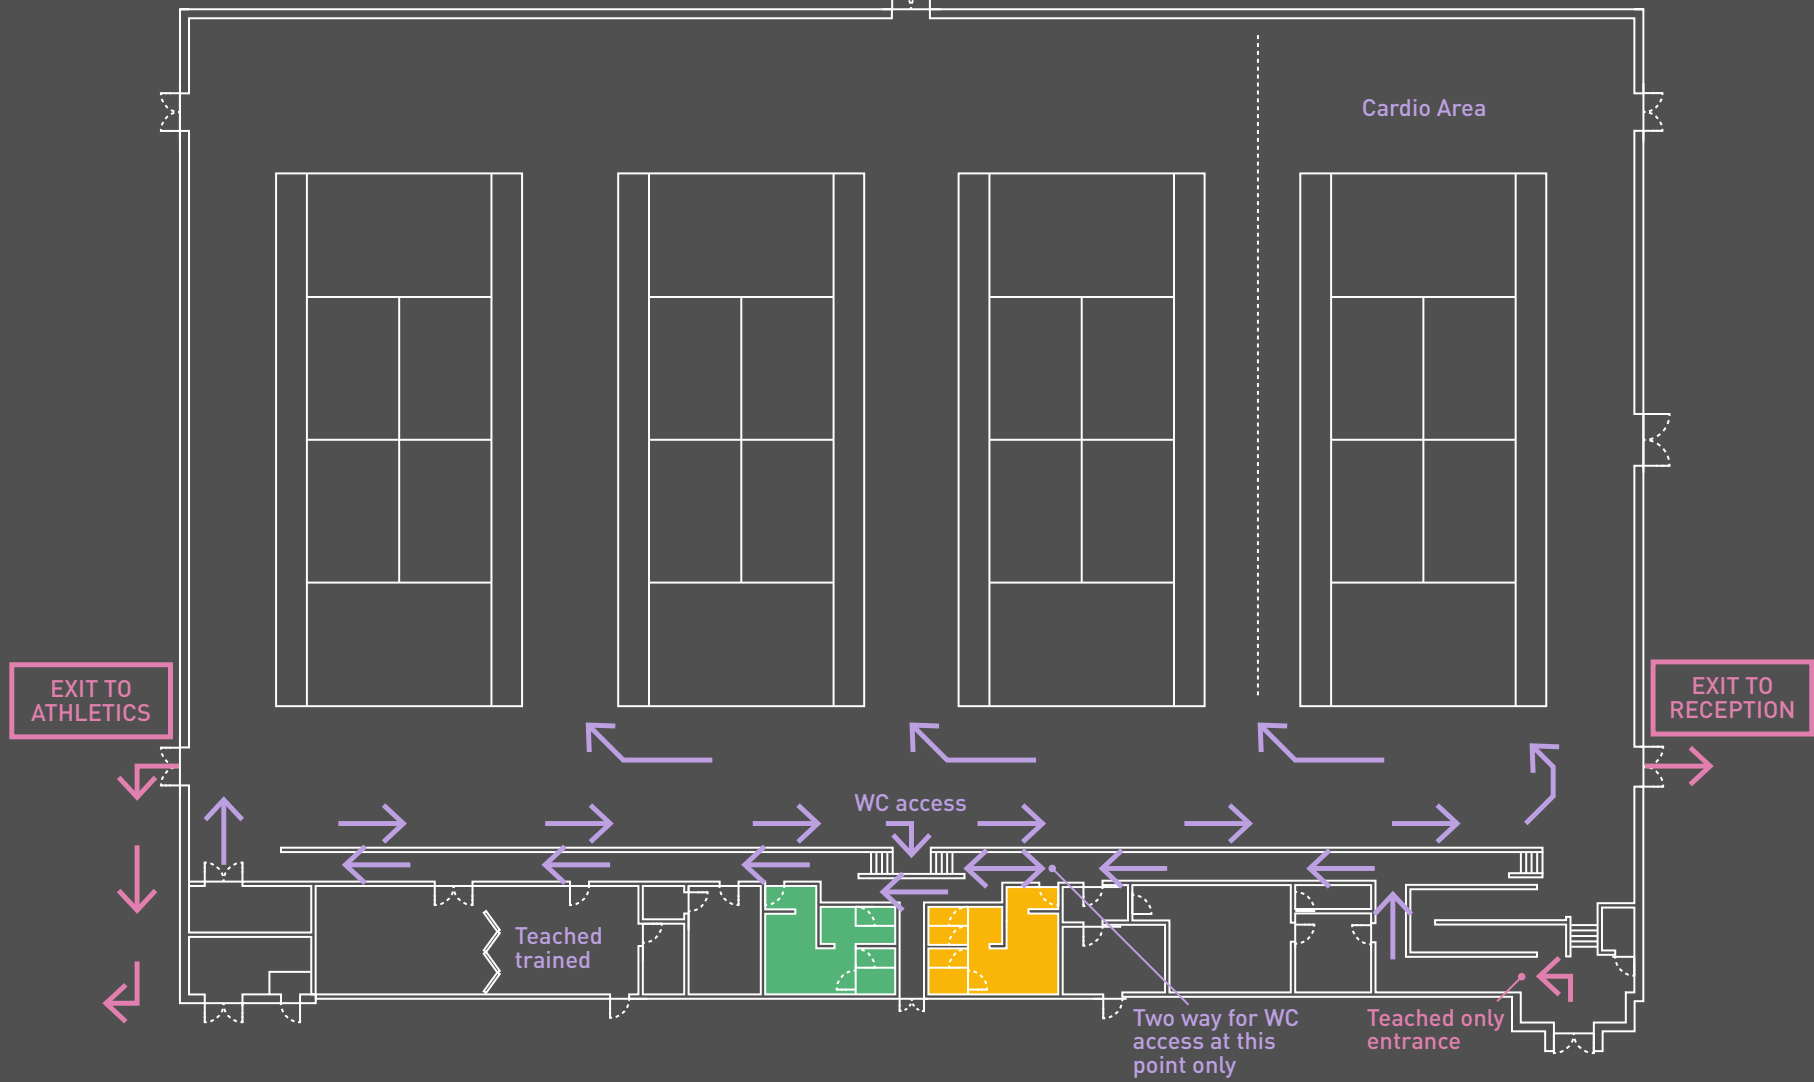 Cardio Area
EXIT TO
ATHLETICS
EXIT TO
RECEPTION
WC access
Teached
trained
Two way for WC
access at this
point only
Teached only
entrance